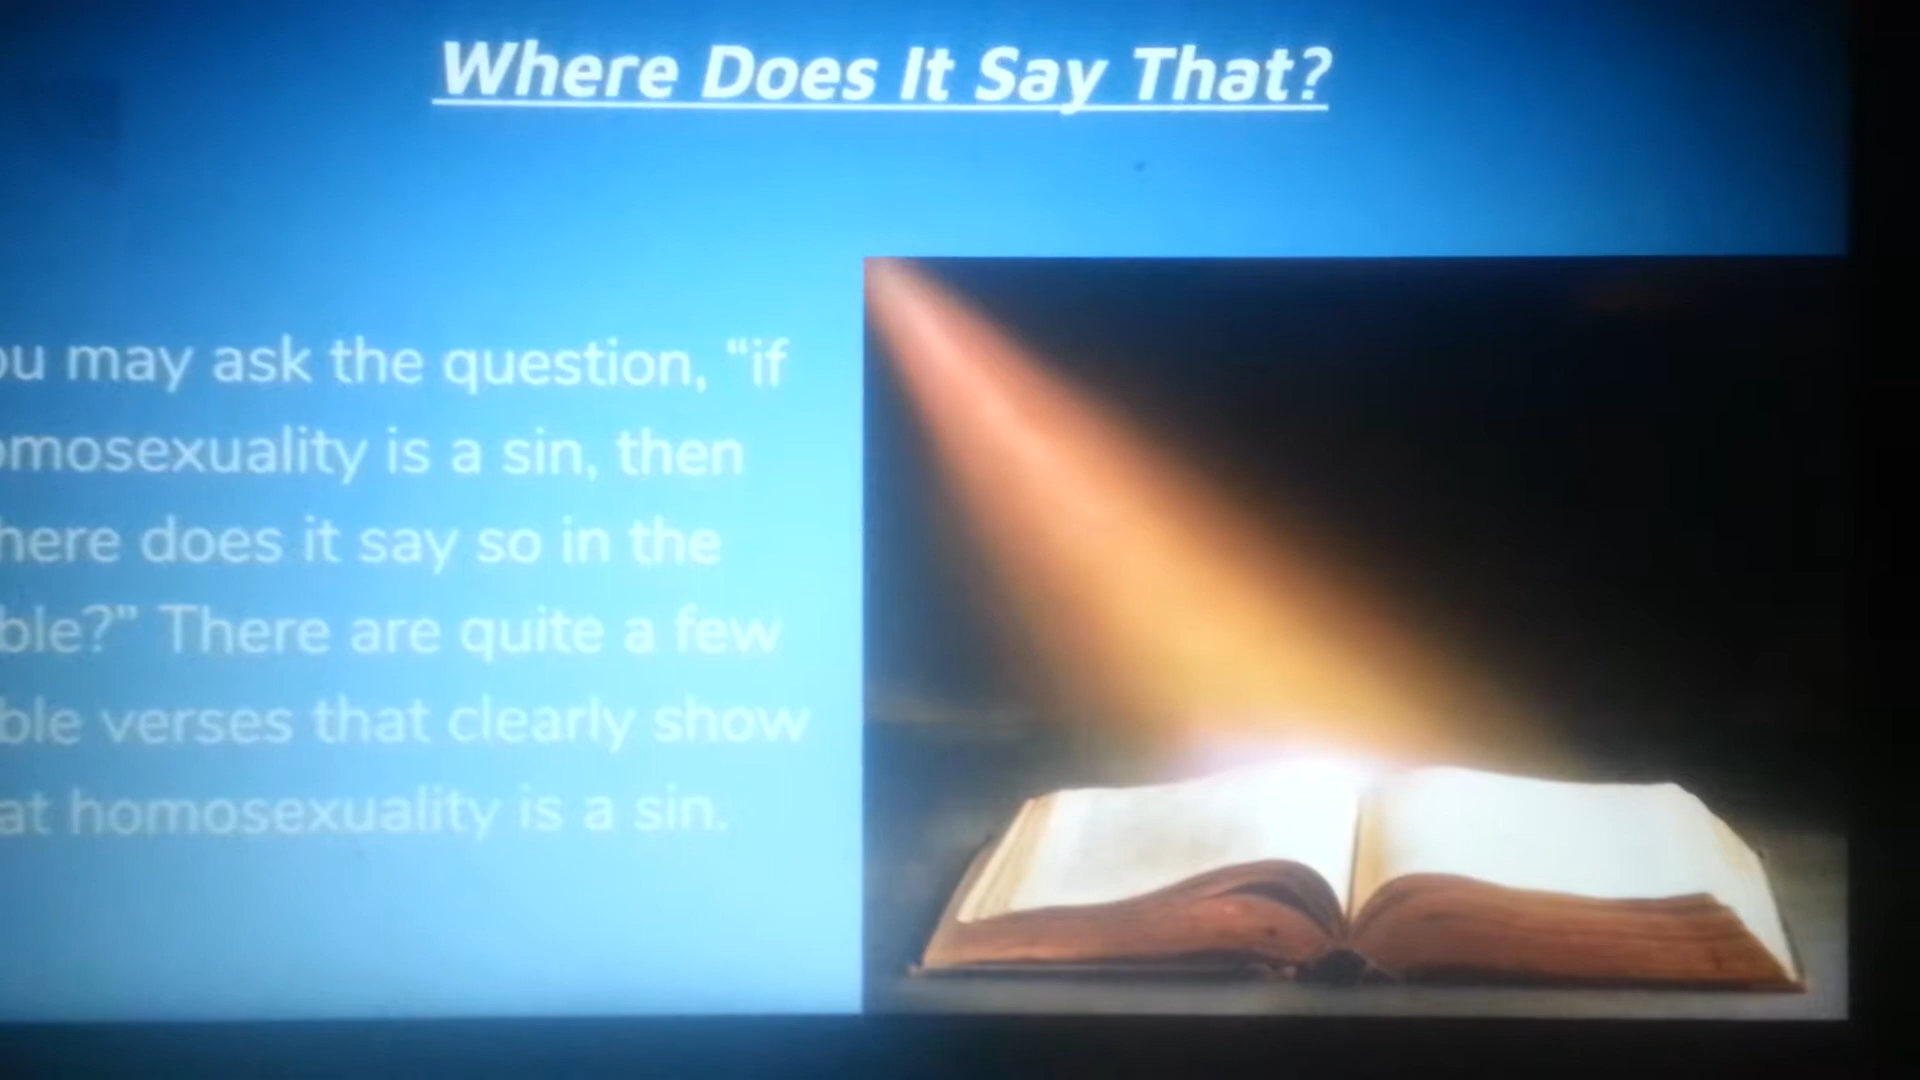 Where Does It Say That?
ou may ask the question, “if
omosexuality is a sin, then
here does it say so in the
ble?” There are quite a few
ble verses that clearly show
at homosexuality is a sin.